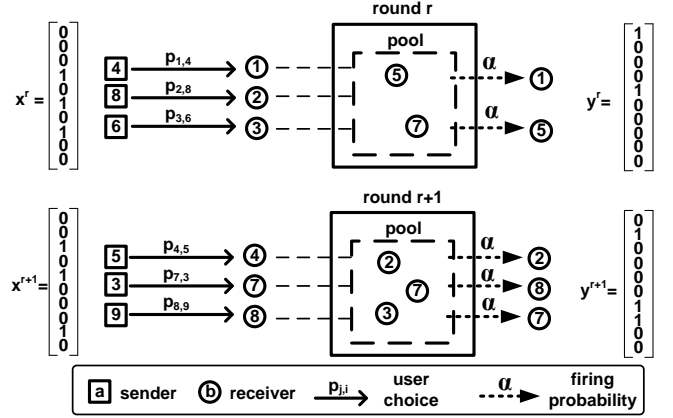 round r
pool
x^r =
0
0
0
1
0
1
0
1
0
0
4 p1,4 1
8 p2,8 2
6 p3,6 3
5
7
α 1
α 5
y^r =
1
0
0
0
1
0
0
0
0
0
round r+1
pool
x^r+1 =
0
0
1
0
1
0
0
0
1
0
5 p4,5 4
3 p7,3 7
9 p8,9 8
2
7
3
α 2
α 8
α 7
y^r+1 =
0
1
0
0
0
0
1
1
0
0
a sender b receiver pj,i user choice α firing probability